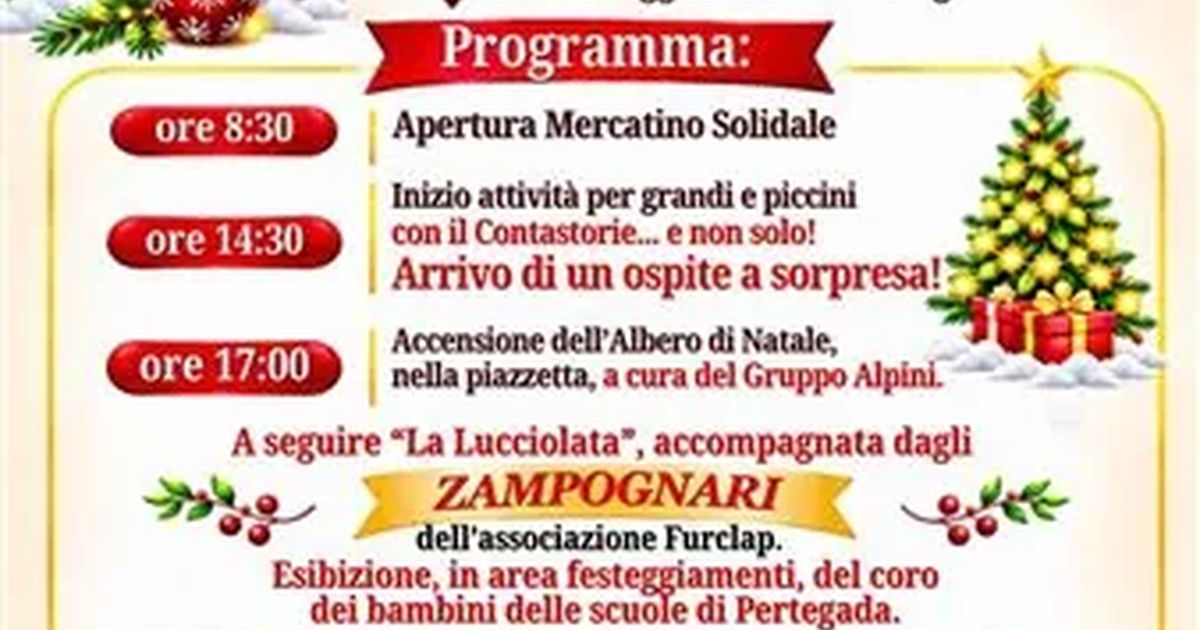 Programma:
ore 8:30
Apertura Mercatino Solidale
ore 14:30
Inizio attività per grandi e piccini
con il Contastorie... e non solo!
Arrivo di un ospite a sorpresa!
ore 17:00
Accensione dell'Albero di Natale,
nella piazzetta, a cura del Gruppo Alpini.
A seguire “La Lucciolata”, accompagnata dagli
ZAMPOGNARI
dell'associazione Furclap.
Esibizione, in area festeggiamenti, del coro
dei bambini delle scuole di Pertegada.